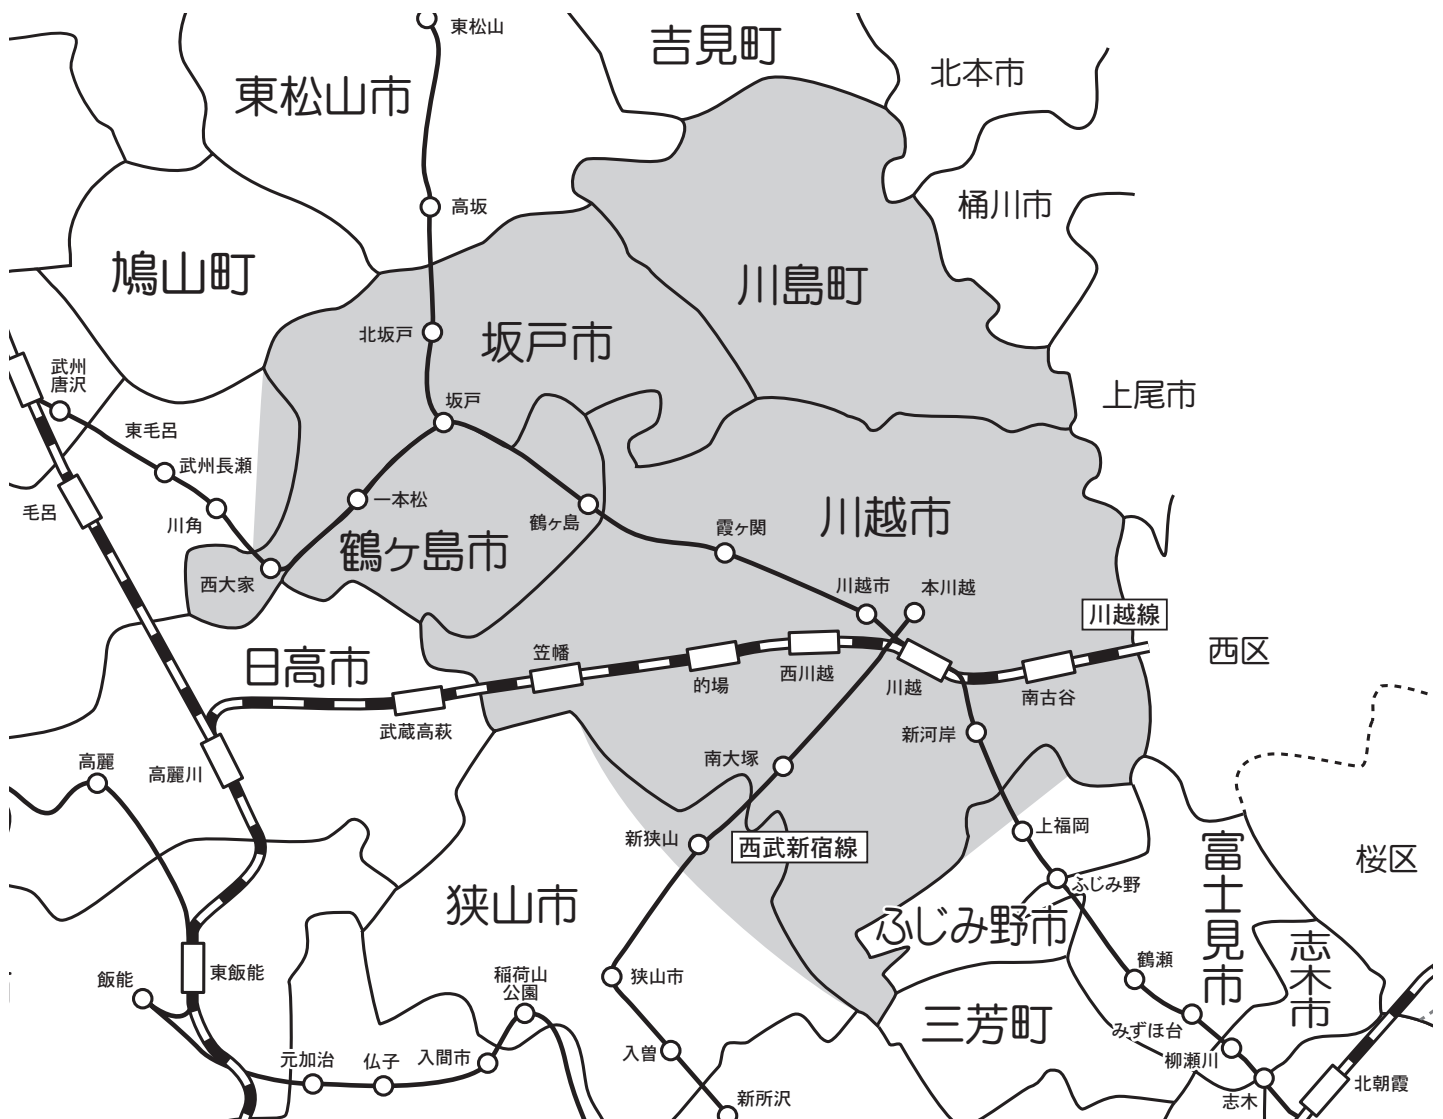 東松山
吉見町
北本市
東松山市
高坂
桶川市
鳩山町
川島町
北坂戸
坂戸市
武州
唐沢
坂戸
上尾市
東毛呂
武州長瀬
一本松
毛呂
川角
鶴ヶ島
霞ヶ関
川越市
鶴ヶ島市
西大家
川越市
本川越
川越線
日高市
笠幡
的場
西川越
川越
南古谷
西区
武蔵高萩
新河岸
高麗
高麗川
南大塚
上福岡
新狭山
西武新宿線
富士見市
桜区
狭山市
ふじみ野
ふじみ野市
志木市
飯能
東飯能
稲荷山
公園
狭山市
鶴瀬
三芳町
みずほ台
元加治
仏子
入間市
入曽
柳瀬川
新所沢
志木
北朝霞